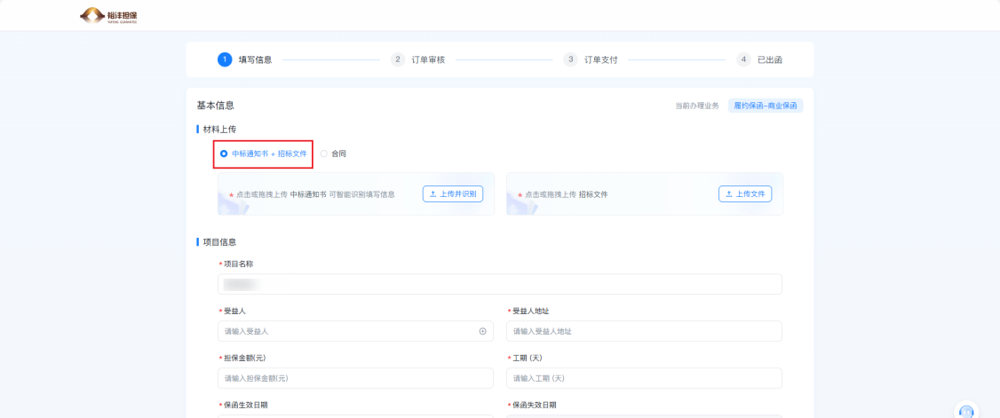 裕沣担保
YUFENG GUARANTEE
1 填写信息
2 订单审核
3 订单支付
4 已出函
基本信息
当前办理业务 履约保函-商业保函
材料上传
中标通知书 + 招标文件 合同
* 点击或拖拽上传 中标通知书 可智能识别填写信息 上传并识别
* 点击或拖拽上传 招标文件 上传文件
项目信息
* 项目名称
* 受益人 * 受益人地址
请输入受益人 请输入受益人地址
* 担保金额(元) * 工期 (天)
请输入担保金额(元) 请输入工期 (天)
* 保函生效日期 * 保函失效日期